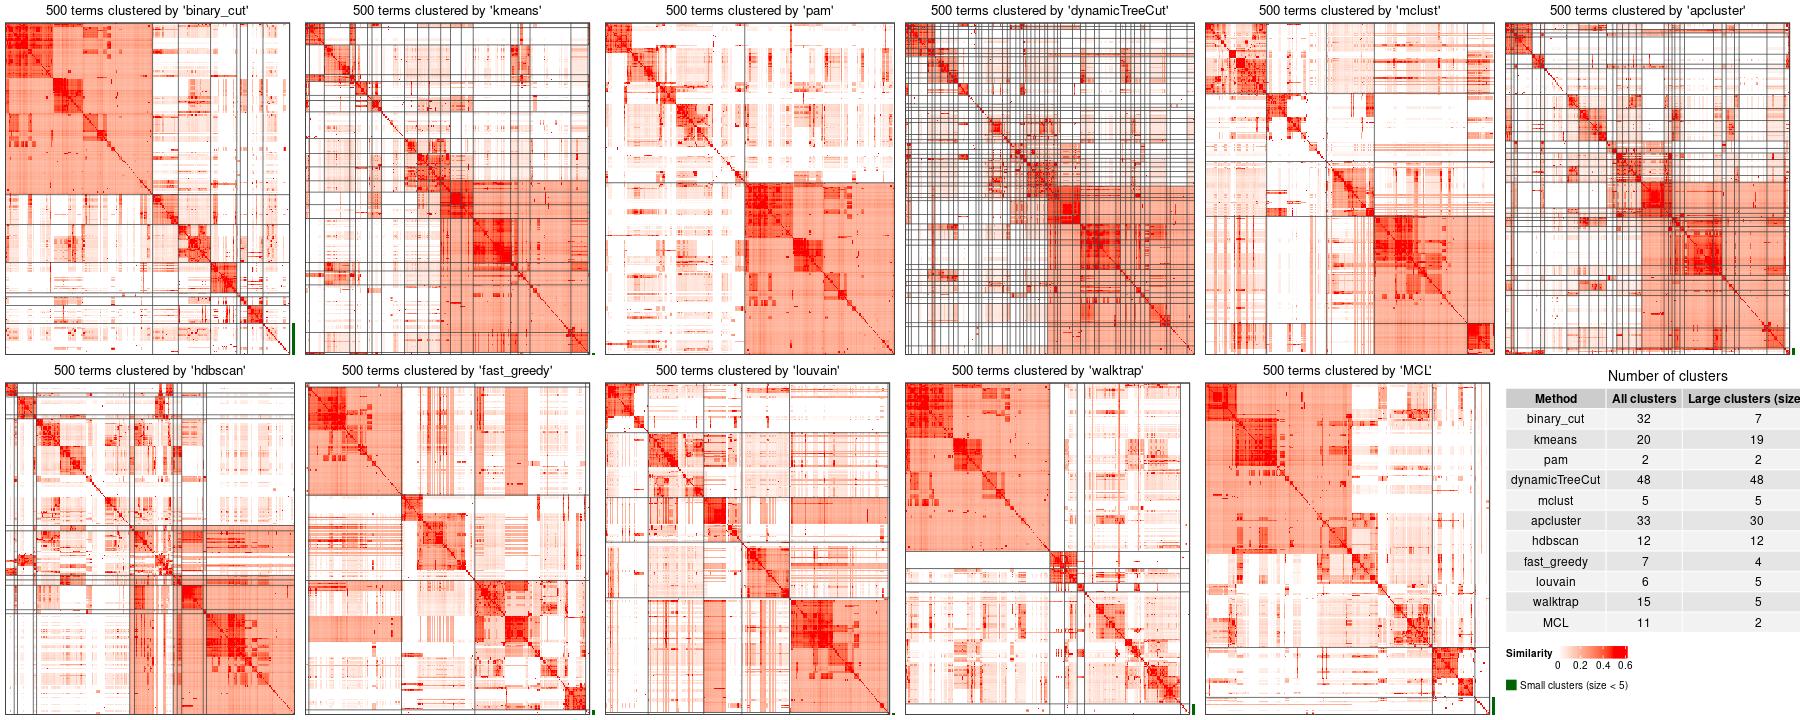 500 terms clustered by 'binary_cut'
500 terms clustered by 'kmeans'
500 terms clustered by 'pam'
500 terms clustered by 'dynamicTreeCut'
500 terms clustered by 'mclust'
500 terms clustered by 'apcluster'
500 terms clustered by 'hdbscan'
500 terms clustered by 'fast_greedy'
500 terms clustered by 'louvain'
500 terms clustered by 'walktrap'
500 terms clustered by 'MCL'
Number of clusters
Method All clusters Large clusters (size
binary_cut 32 7
kmeans 20 19
pam 2 2
dynamicTreeCut 48 48
mclust 5 5
apcluster 33 30
hdbscan 12 12
fast_greedy 7 4
louvain 6 5
walktrap 15 5
MCL 11 2
Similarity
0 0.2 0.4 0.6
Small clusters (size < 5)